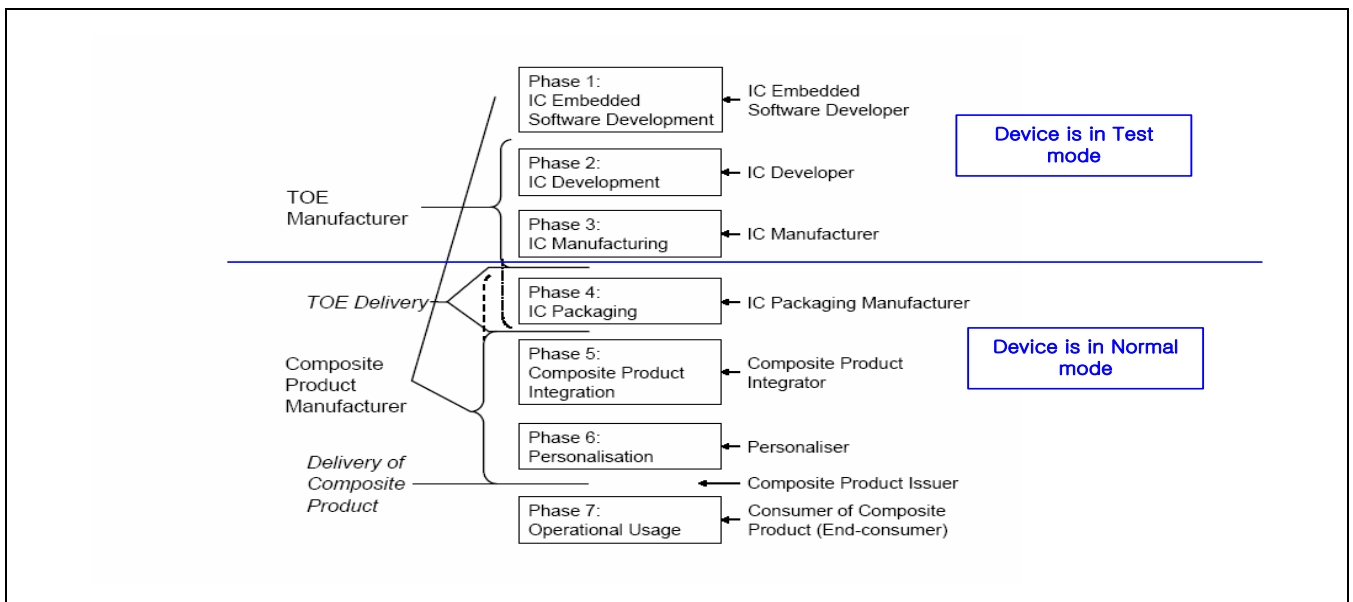 Phase 1:
IC Embedded
Software Development
IC Embedded
Software Developer
Device is in Test
mode
Phase 2:
IC Development
IC Developer
TOE
Manufacturer
Phase 3:
IC Manufacturing
IC Manufacturer
TOE Delivery
Phase 4:
IC Packaging
IC Packaging Manufacturer
Device is in Normal
mode
Composite
Product
Manufacturer
Phase 5:
Composite Product
Integration
Composite Product
Integrator
Phase 6:
Personalisation
Personaliser
Delivery of
Composite
Product
Composite Product Issuer
Phase 7:
Operational Usage
Consumer of Composite
Product (End-consumer)